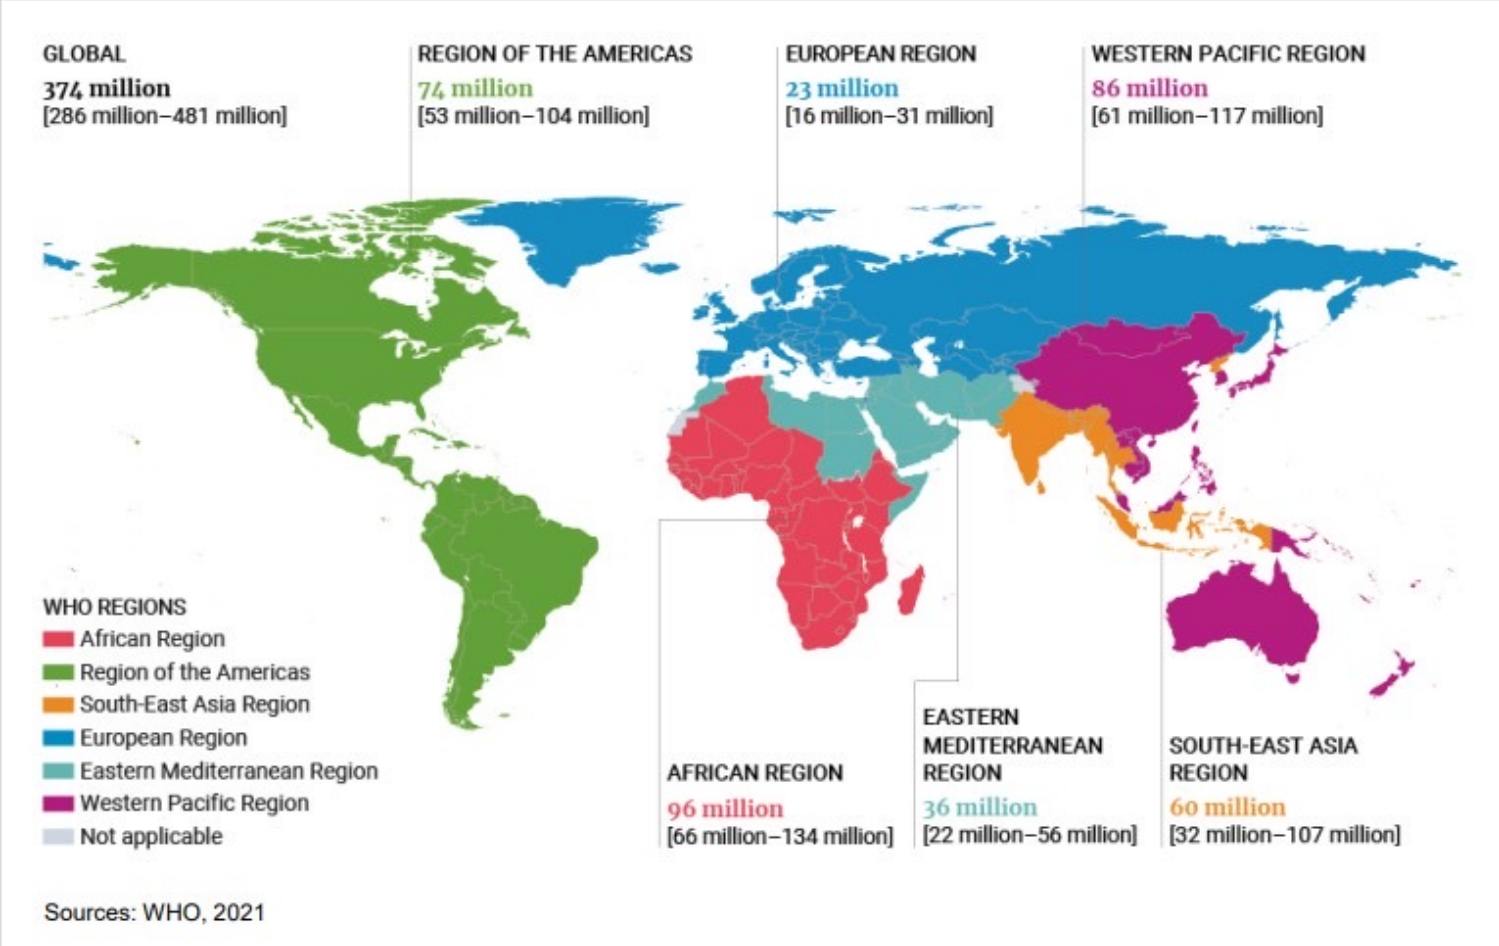 GLOBAL
374 million
[286 million–481 million]
REGION OF THE AMERICAS
74 million
[53 million–104 million]
EUROPEAN REGION
23 million
[16 million–31 million]
WESTERN PACIFIC REGION
86 million
[61 million–117 million]
WHO REGIONS
African Region
Region of the Americas
South-East Asia Region
European Region
Eastern Mediterranean Region
Western Pacific Region
Not applicable
AFRICAN REGION
96 million
[66 million–134 million]
EASTERN
MEDITERRANEAN
REGION
36 million
[22 million–56 million]
SOUTH-EAST ASIA
REGION
60 million
[32 million–107 million]
Sources: WHO, 2021